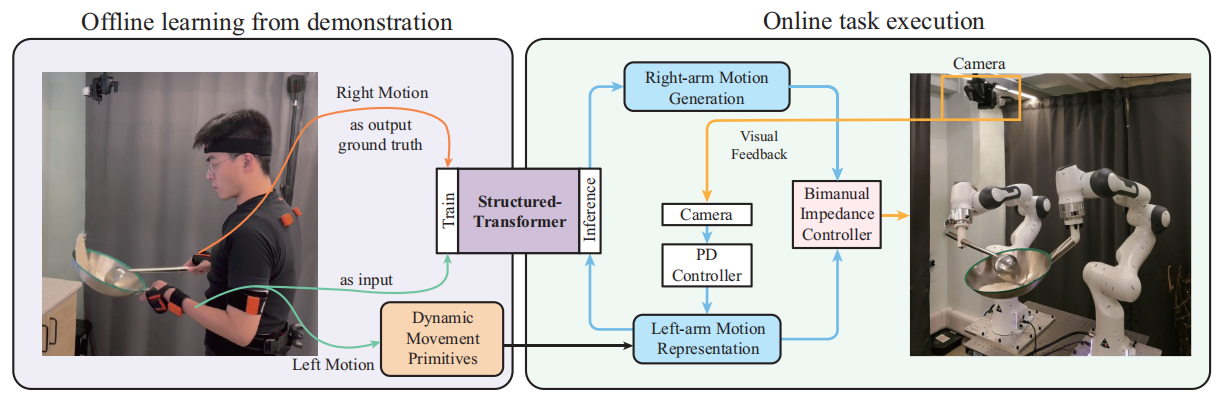 Offline learning from demonstration
Online task execution
Right Motion
as output
ground truth
Train
Structured-
Transformer
Inference
as input
Left Motion
Dynamic
Movement
Primitives
Right-arm Motion
Generation
Visual
Feedback
Camera
PD
Controller
Left-arm Motion
Representation
Bimanual
Impedance
Controller
Camera